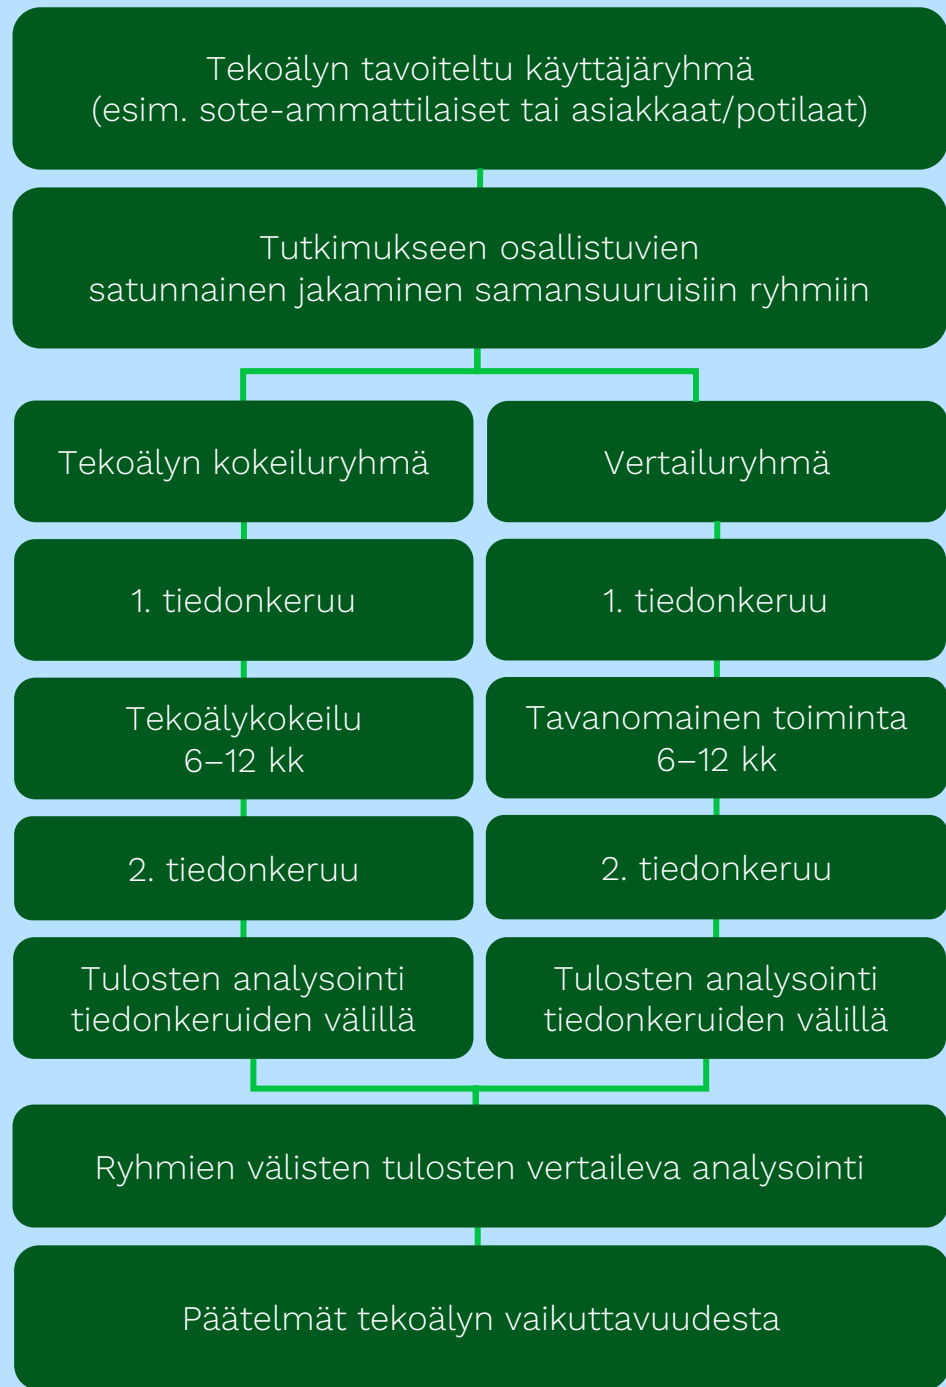 Tekoälyn tavoiteltu käyttäjäryhmä
(esim. sote-ammattilaiset tai asiakkaat/potilaat)
Tutkimukseen osallistuvien
satunnainen jakaminen samansuuruisiin ryhmiin
Tekoälyn kokeiluryhmä
Vertailuryhmä
1. tiedonkeruu
1. tiedonkeruu
Tekoälykokeilu
6–12 kk
Tavanomainen toiminta
6–12 kk
2. tiedonkeruu
2. tiedonkeruu
Tulosten analysointi
tiedonkeruiden välillä
Tulosten analysointi
tiedonkeruiden välillä
Ryhmien välisten tulosten vertaileva analysointi
Päätelmät tekoälyn vaikuttavuudesta